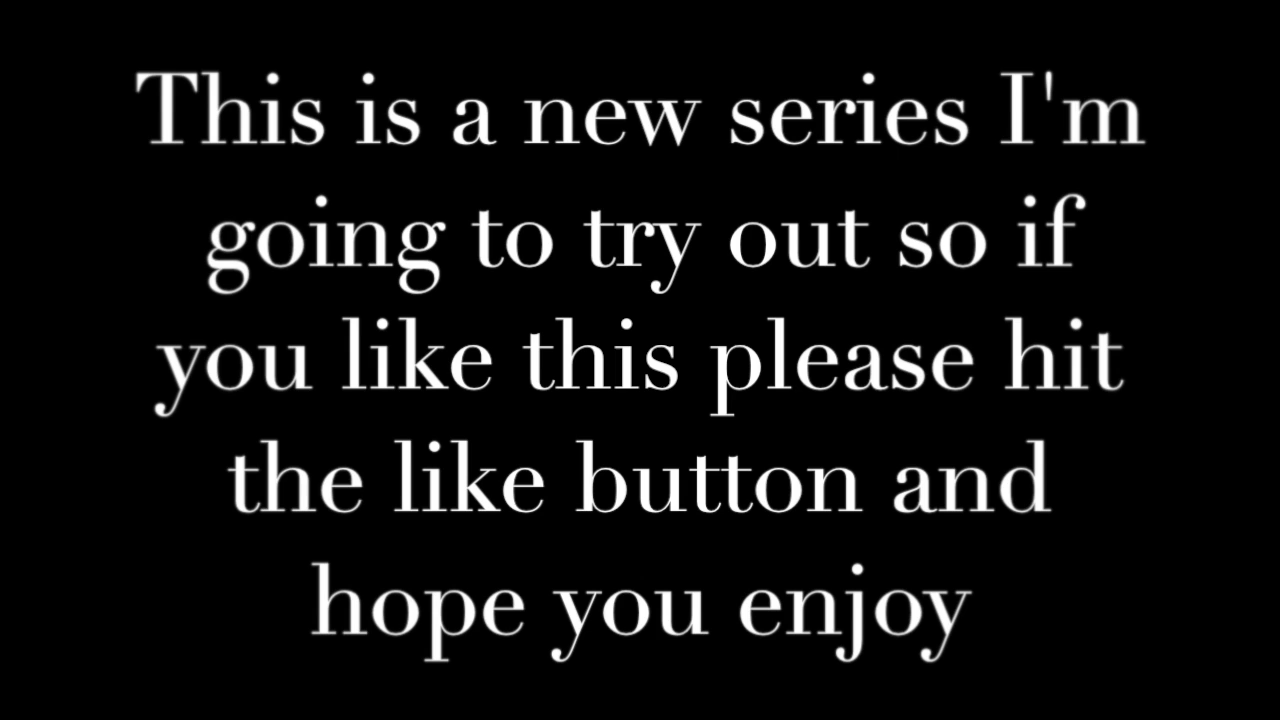 This is a new series I'm
going to try out so if
you like this please hit
the like button and
hope you enjoy